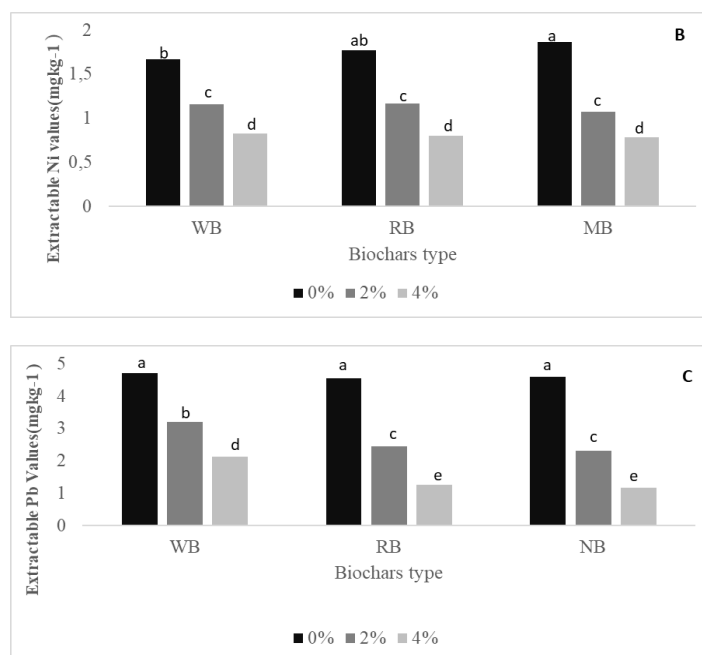 B
Extractable Ni values(mgkg-1 )
2
1,5
1
0,5
0
b
c
d
ab
c
d
a
c
d
WB RB MB
Biochars type
0% 2% 4%
C
Extractable Pb Values(mgkg-1 )
5
4
3
2
1
0
a
b
d
a
c
e
a
c
e
WB RB NB
Biochars type
0% 2% 4%